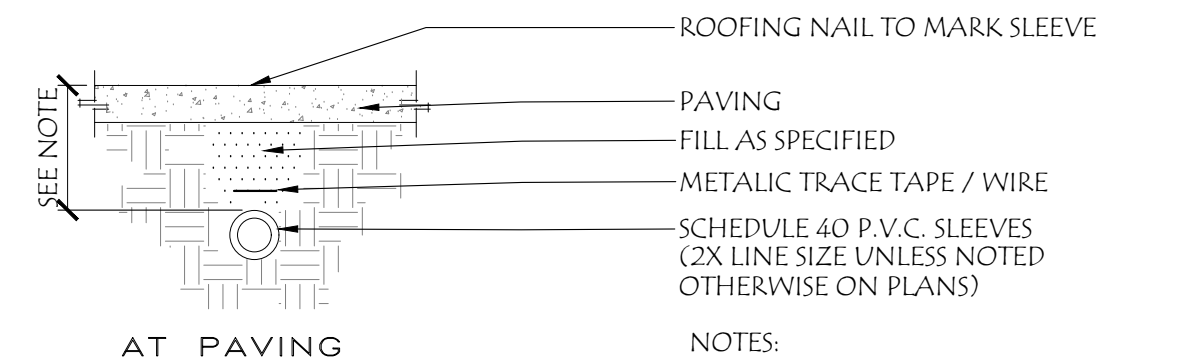 ROOFING NAIL TO MARK SLEEVE
PAVING
SEE NOTE
FILL AS SPECIFIED
METALIC TRACE TAPE / WIRE
SCHEDULE 40 P.V.C. SLEEVES
(2X LINE SIZE UNLESS NOTED
OTHERWISE ON PLANS)
AT PAVING
NOTES: